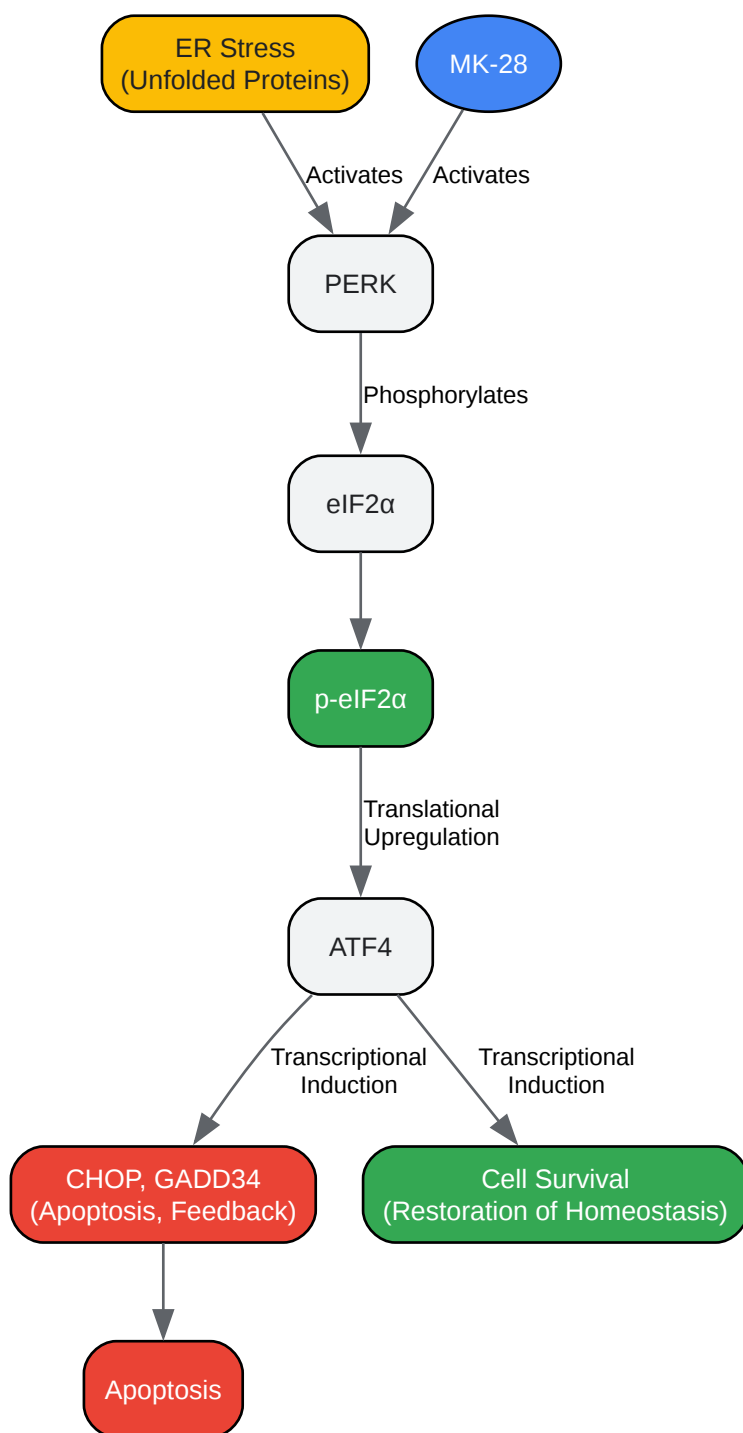 ER Stress
(Unfolded Proteins)
MK-28
Activates
Activates
PERK
Phosphorylates
eIF2α
p-eIF2α
Translational
Upregulation
ATF4
Transcriptional
Induction
Transcriptional
Induction
CHOP, GADD34
(Apoptosis, Feedback)
Cell Survival
(Restoration of Homeostasis)
Apoptosis